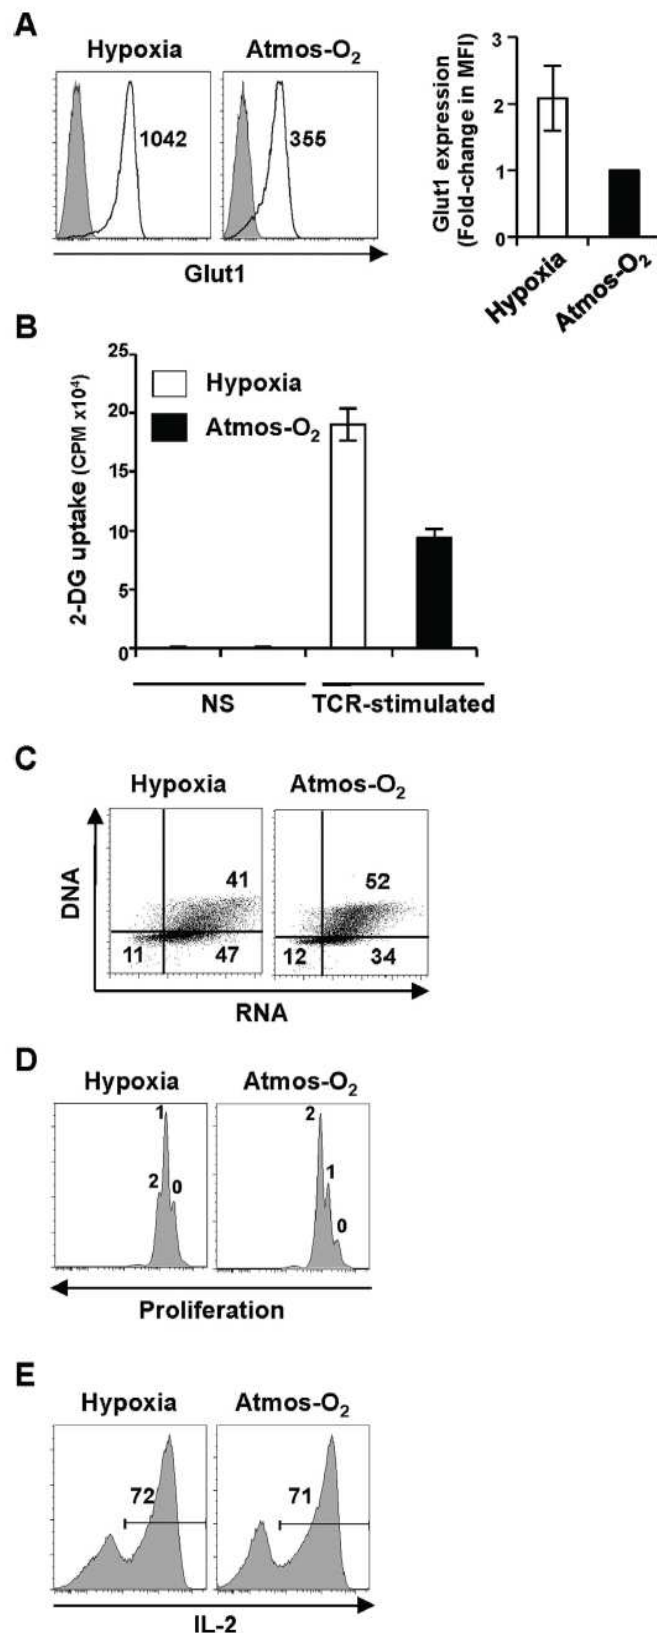 A
Hypoxia
Atmos-O₂
1042
355
Glut1
Glut1 expression
(Fold-change in MFI)
3
2
1
0
Hypoxia
Atmos-O₂
B
2-DG uptake (CPM x10⁴)
25
20
15
10
5
0
Hypoxia
Atmos-O₂
NS
TCR-stimulated
C
Hypoxia
Atmos-O₂
DNA
41
11
47
52
12
34
RNA
D
Hypoxia
Atmos-O₂
1
2
0
2
1
0
Proliferation
E
Hypoxia
Atmos-O₂
72
71
IL-2